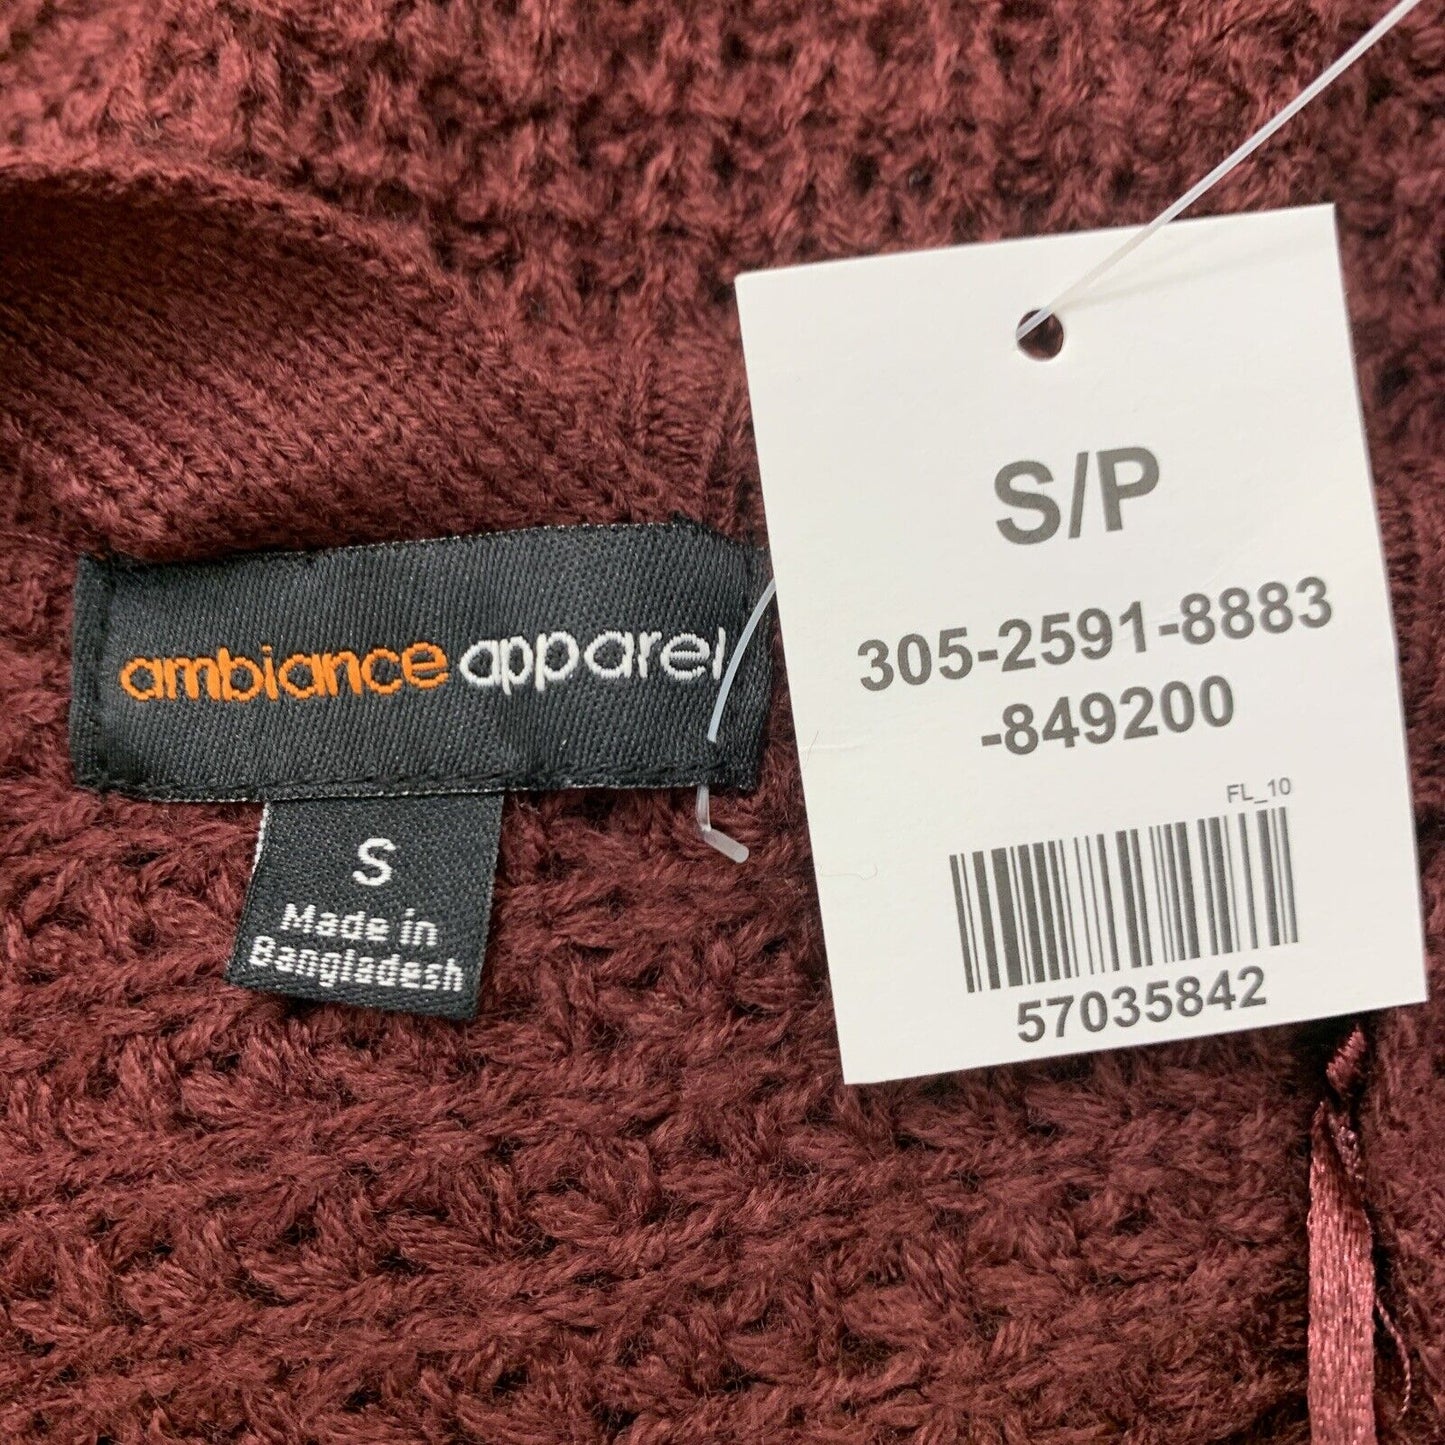 ambiance apparel
S
Made in
Bangladesh
S/P
305-2591-8883
-849200
FL_10
57035842